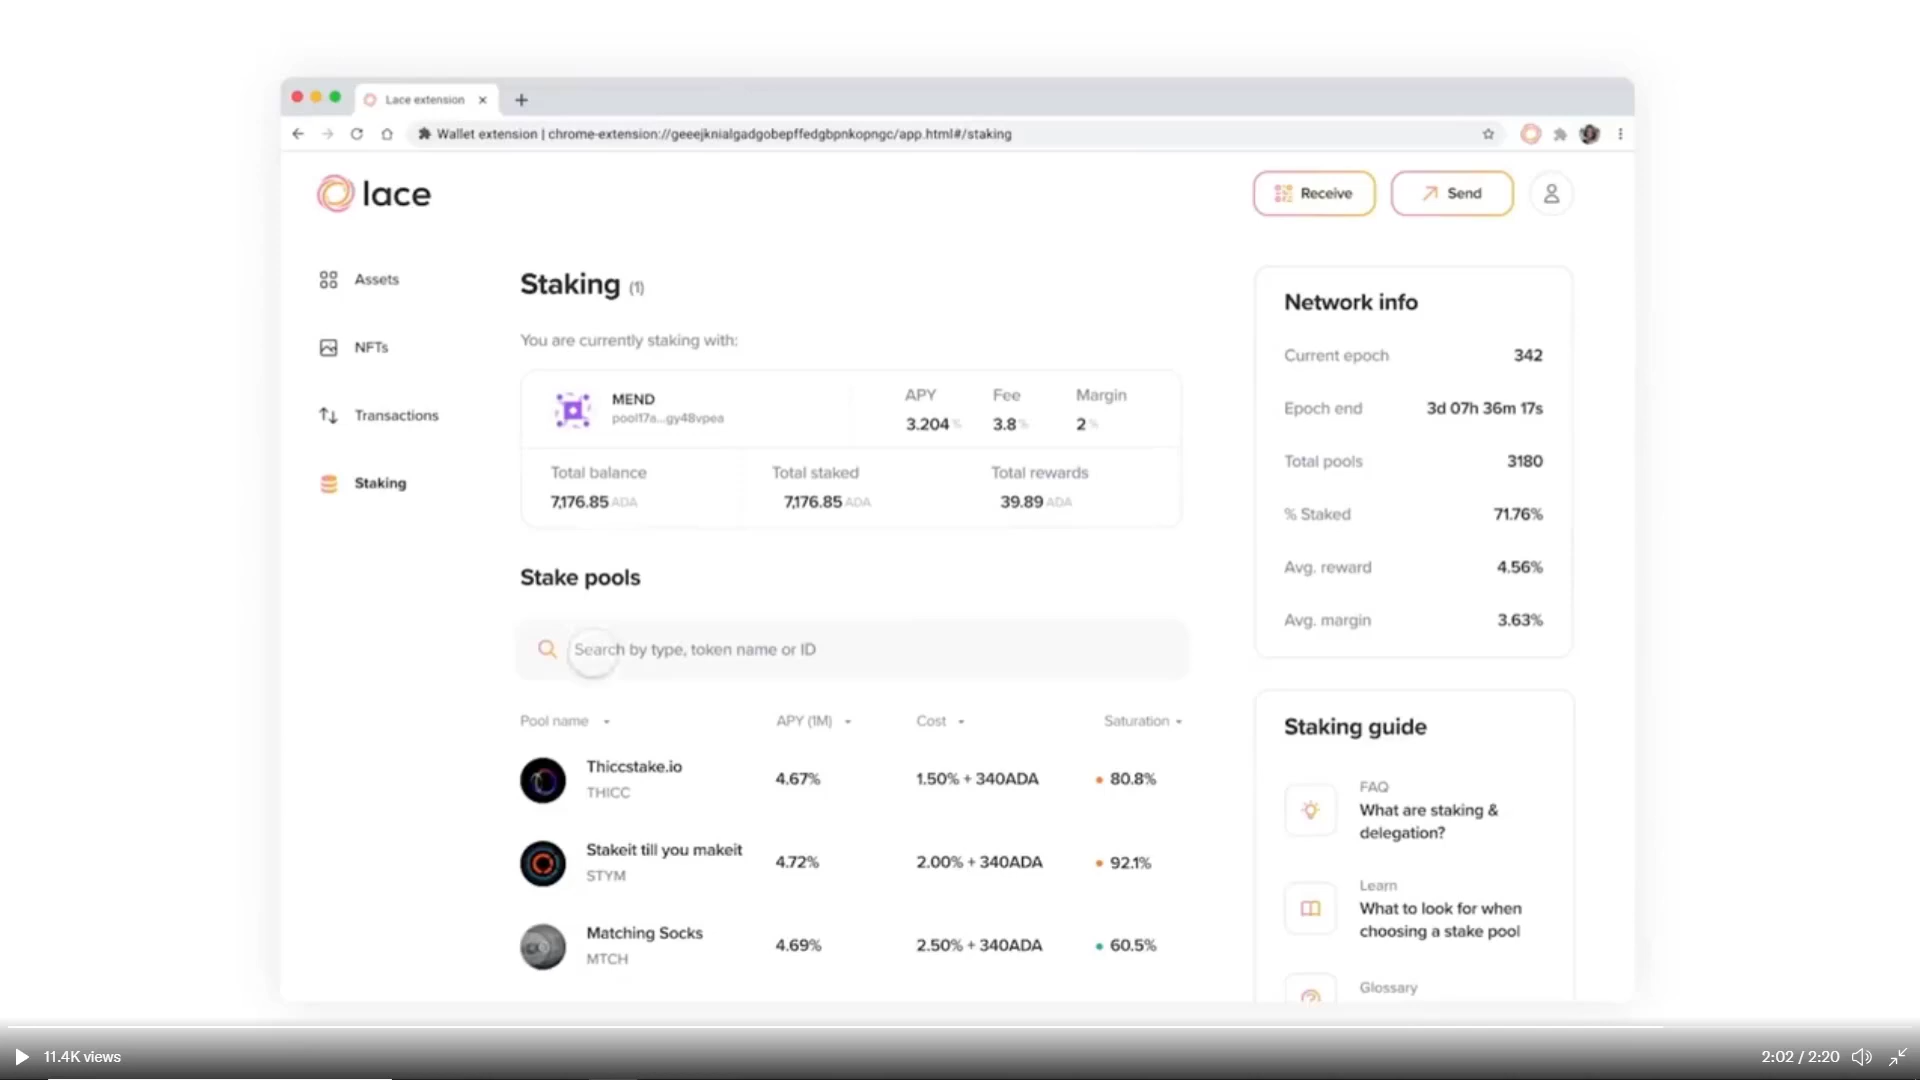 Lace extension
Wallet extension | chrome-extension://geeejknialgadgobepffedgbpnkopngc/app.html#/staking
lace
Receive
Send
Assets
NFTs
Transactions
Staking
Staking (1)
You are currently staking with:
MEND
pool17a...gy48vpea
APY
3.204 %
Fee
3.8 %
Margin
2 %
Total balance
7,176.85 ADA
Total staked
7,176.85 ADA
Total rewards
39.89 ADA
Stake pools
Search by type, token name or ID
Pool name APY (1M) Cost Saturation
Thiccstake.io
THICC
4.67% 1.50% + 340ADA 80.8%
Stakeit till you makeit
STYM
4.72% 2.00% + 340ADA 92.1%
Matching Socks
MTCH
4.69% 2.50% + 340ADA 60.5%
Network info
Current epoch 342
Epoch end 3d 07h 36m 17s
Total pools 3180
% Staked 71.76%
Avg. reward 4.56%
Avg. margin 3.63%
Staking guide
FAQ
What are staking &
delegation?
Learn
What to look for when
choosing a stake pool
Glossary
11.4K views
2:02 / 2:20